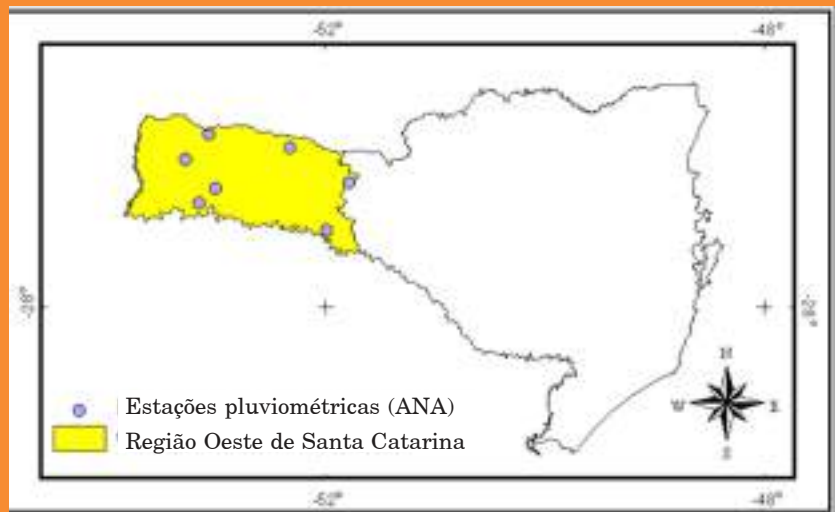 -52° -48°
-28° -28°
N
W E
S
Estações pluviométricas (ANA)
Região Oeste de Santa Catarina
-52° -48°